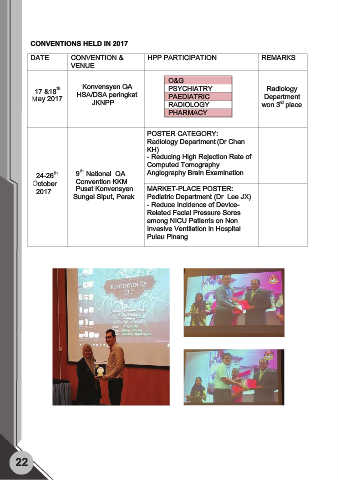 CONVENTIONS HELD IN 2017
DATE CONVENTION & VENUE HPP PARTICIPATION REMARKS
17 &18th May 2017
Konvensyen QA HSA/DSA peringkat JKNPP
O&G
PSYCHIATRY
PAEDIATRIC
RADIOLOGY
PHARMACY
Radiology Department won 3rd place
24-26th October 2017
9th National QA Convention KKM Pusat Konvensyen Sungai Siput, Perak
POSTER CATEGORY:
Radiology Department (Dr Chan KH)
- Reducing High Rejection Rate of Computed Tomography Angiography Brain Examination
MARKET-PLACE POSTER:
Pediatric Department (Dr Lee JX)
- Reduce Incidence of Device-Related Facial Pressure Sores among NICU Patients on Non Invasive Ventilation in Hospital Pulau Pinang
22